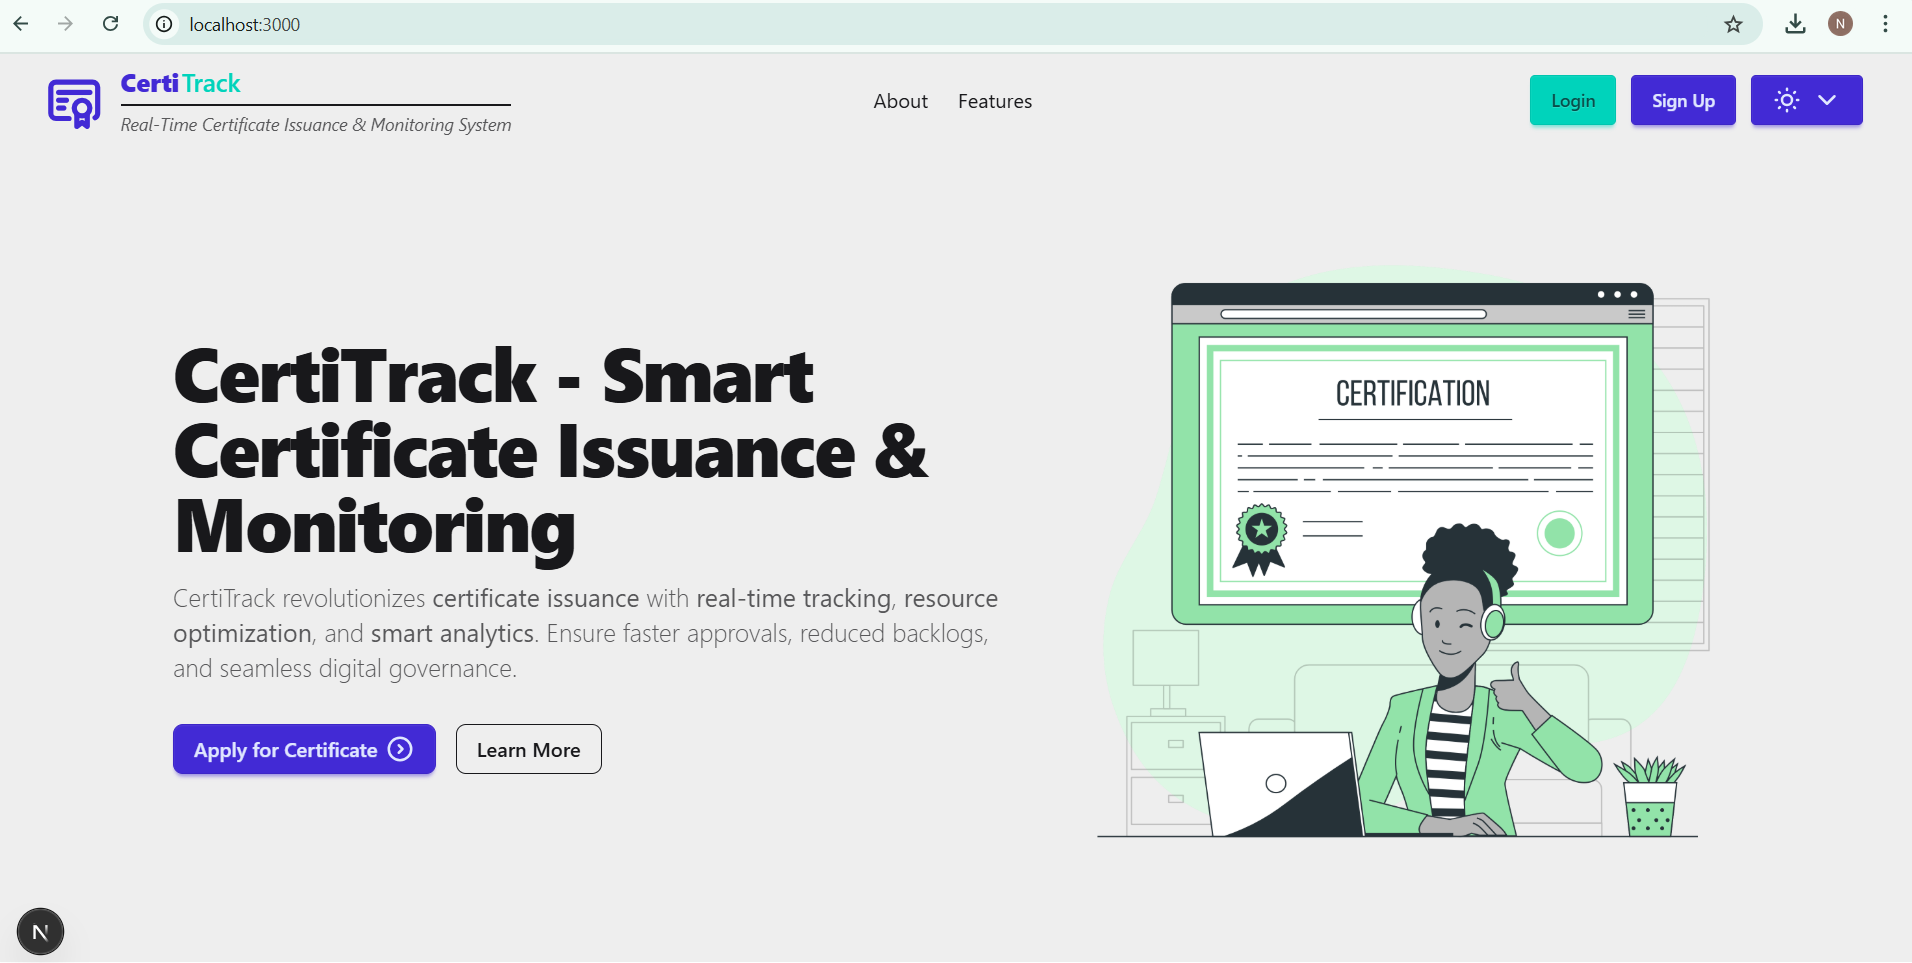 localhost:3000
N
CertiTrack
Real-Time Certificate Issuance & Monitoring System
About
Features
Login
Sign Up
CertiTrack - Smart
Certificate Issuance &
Monitoring
CertiTrack revolutionizes certificate issuance with real-time tracking, resource
optimization, and smart analytics. Ensure faster approvals, reduced backlogs,
and seamless digital governance.
Apply for Certificate
Learn More
CERTIFICATION
N